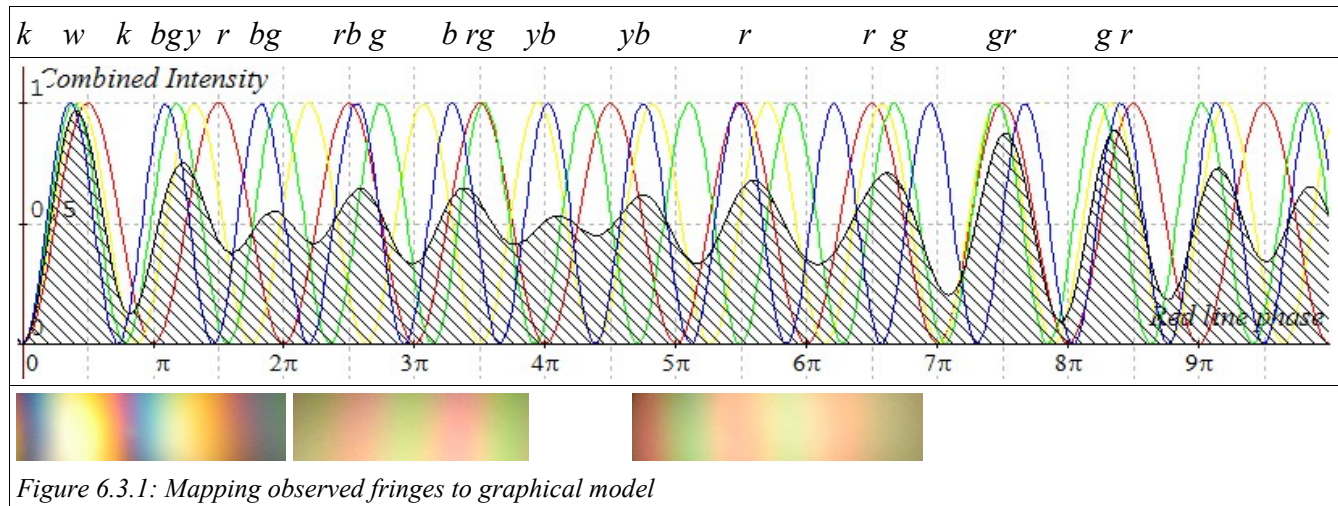 k w k bg y r bg rb g b rg yb yb r r g gr g r
Combined Intensity
1
0.5
0
Red line phase
0 π 2π 3π 4π 5π 6π 7π 8π 9π
Figure 6.3.1: Mapping observed fringes to graphical model